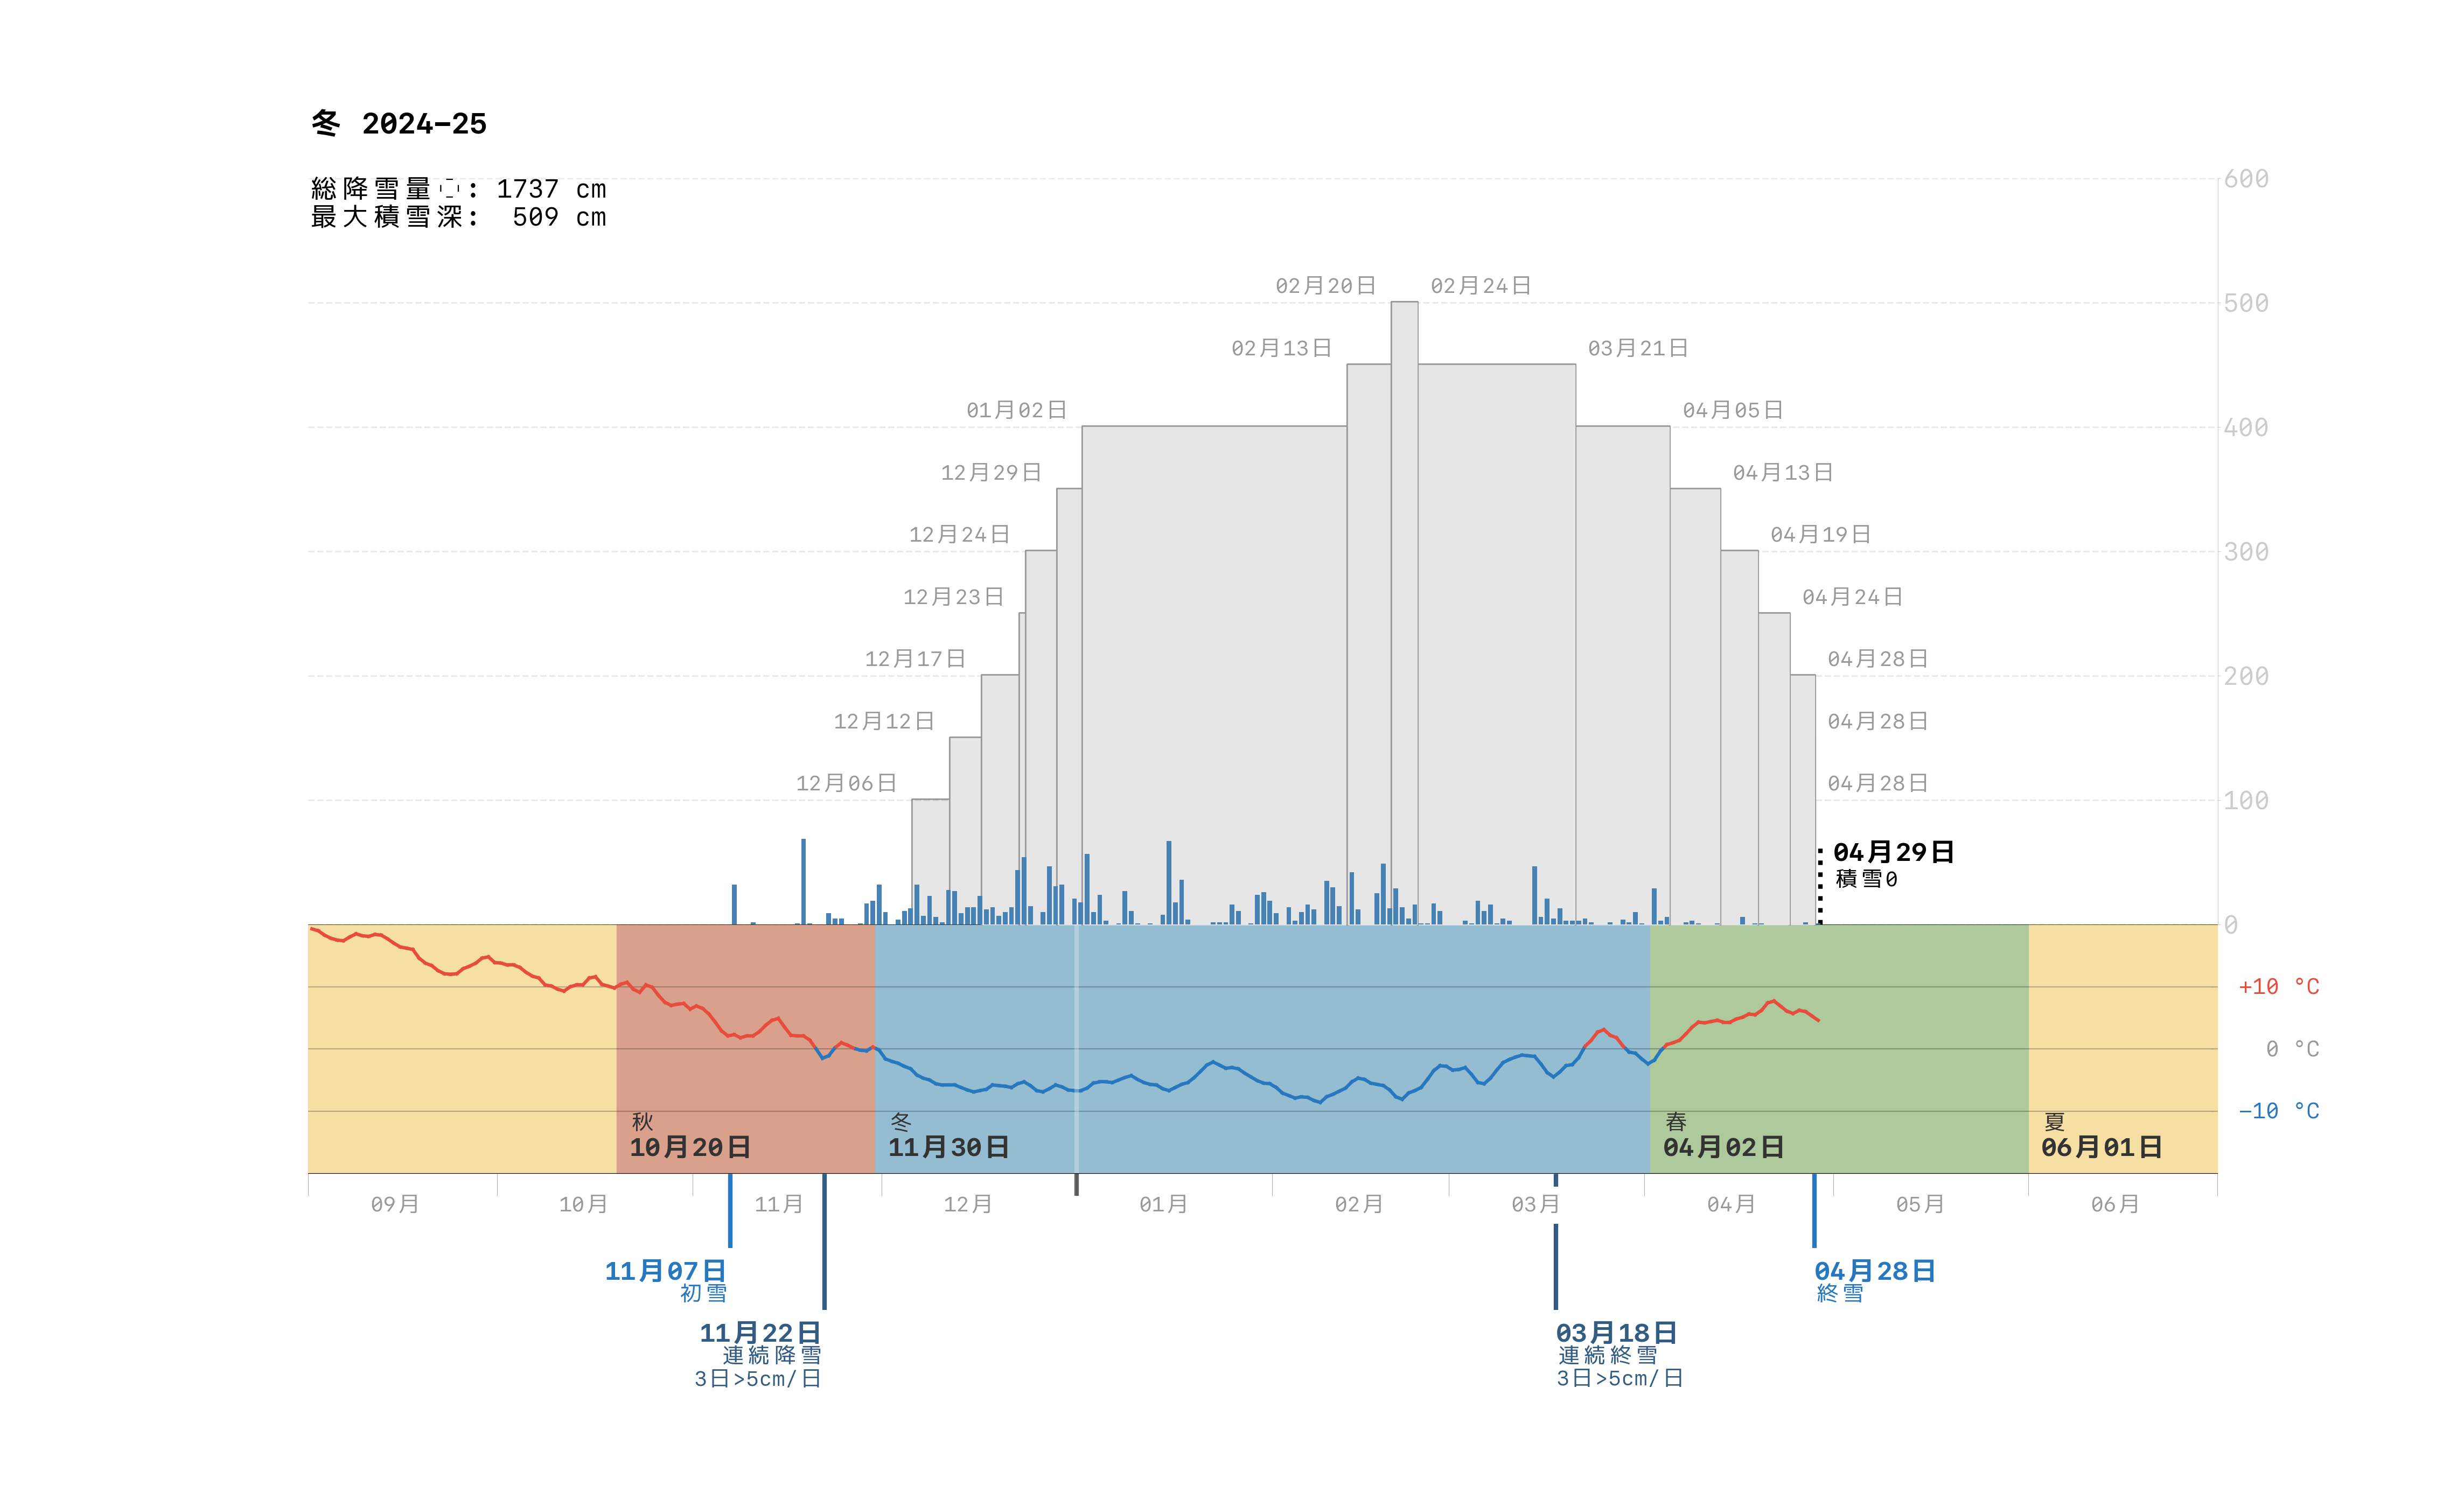 冬 2024−25
総降雪量 : 1737 cm
最大積雪深: 509 cm
600
02月20日 02月24日
500
02月13日 03月21日
01月02日 04月05日
400
12月29日 04月13日
12月24日 04月19日
300
12月23日 04月24日
12月17日 04月28日
200
12月12日 04月28日
12月06日 04月28日
100
04月29日
積雪0
0
+10 °C
0 °C
−10 °C
秋
10月20日
冬
11月30日
春
04月02日
夏
06月01日
09月 10月 11月 12月 01月 02月 03月 04月 05月 06月
11月07日
初雪
04月28日
終雪
11月22日
連続降雪
3日>5cm/日
03月18日
連続終雪
3日>5cm/日